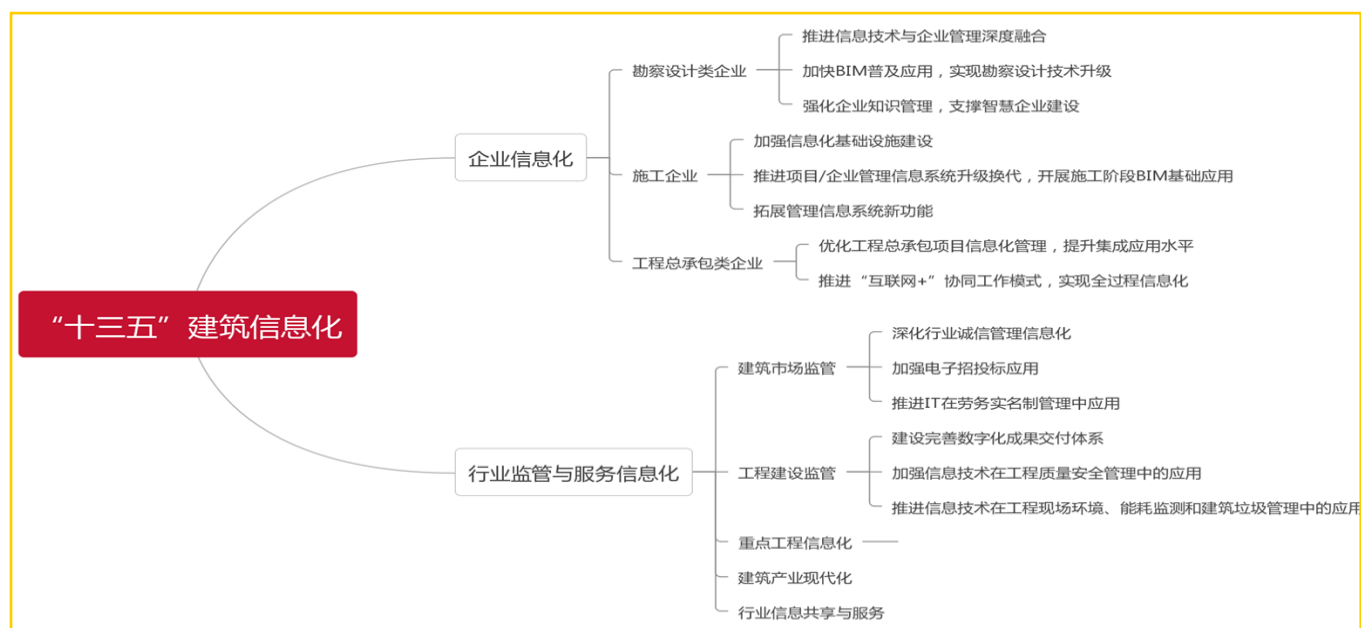 “十三五”建筑信息化
企业信息化
勘察设计类企业
推进信息技术与企业管理深度融合
加快BIM普及应用，实现勘察设计技术升级
强化企业知识管理，支撑智慧企业建设
施工企业
加强信息化基础设施建设
推进项目/企业管理信息系统升级换代，开展施工阶段BIM基础应用
拓展管理信息系统新功能
工程总承包类企业
优化工程总承包项目信息化管理，提升集成应用水平
推进“互联网+”协同工作模式，实现全过程信息化
行业监管与服务信息化
建筑市场监管
深化行业诚信管理信息化
加强电子招投标应用
推进IT在劳务实名制管理中应用
工程建设监管
建设完善数字化成果交付体系
加强信息技术在工程质量安全管理中的应用
推进信息技术在工程现场环境、能耗监测和建筑垃圾管理中的应用
重点工程信息化
建筑产业现代化
行业信息共享与服务